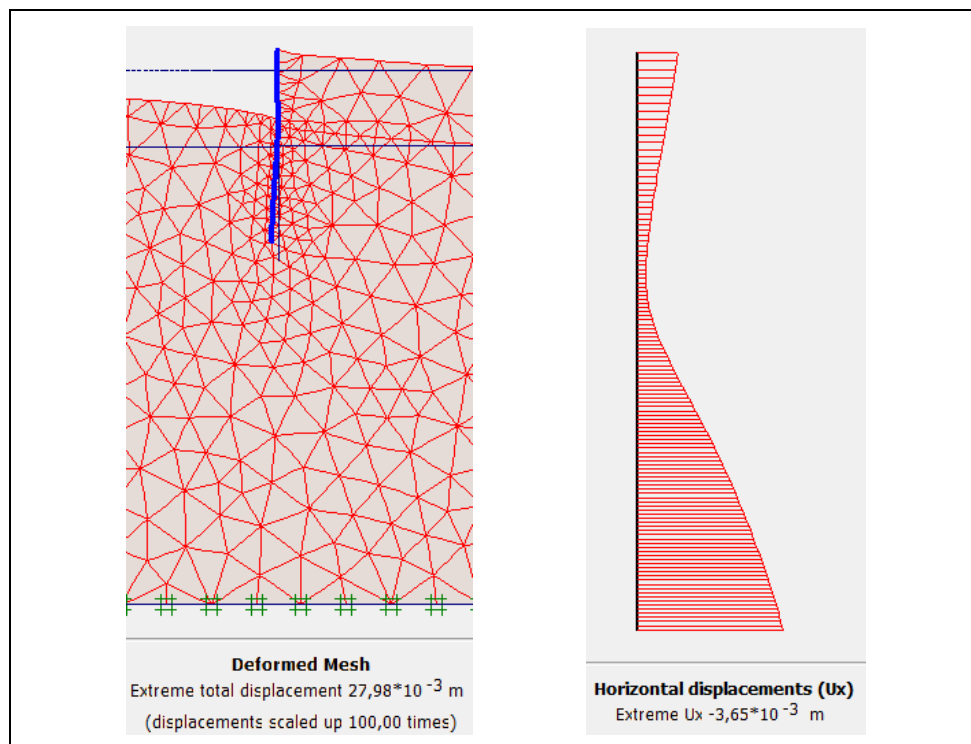 Deformed Mesh
Extreme total displacement 27,98*10 -3 m
(displacements scaled up 100,00 times)
Horizontal displacements (Ux)
Extreme Ux -3,65*10 -3 m